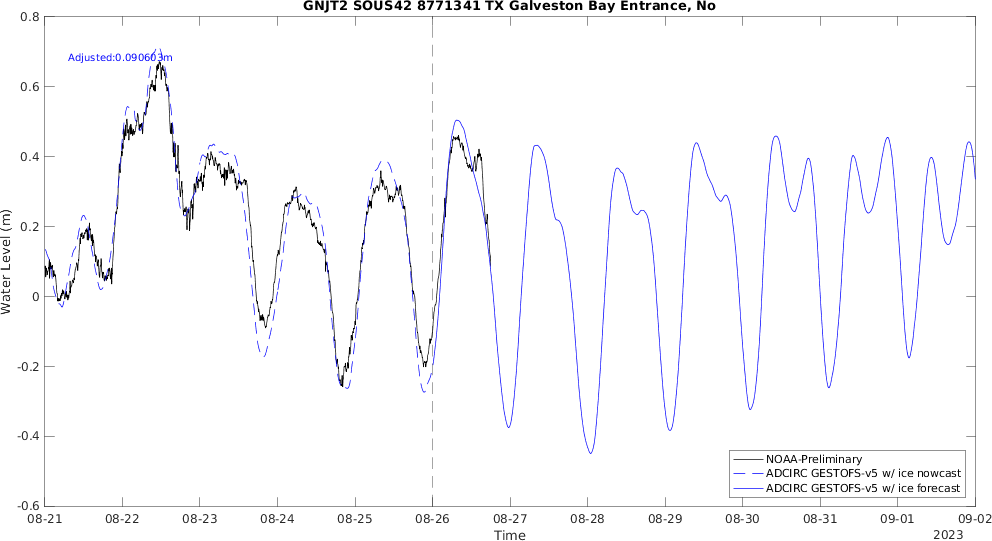 GNJT2 SOUS42 8771341 TX Galveston Bay Entrance, No
0.8
Adjusted:0.090603m
0.6
0.4
0.2
0
-0.2
-0.4
-0.6
Water Level (m)
NOAA-Preliminary
ADCIRC GESTOFS-v5 w/ ice nowcast
ADCIRC GESTOFS-v5 w/ ice forecast
08-21 08-22 08-23 08-24 08-25 08-26 08-27 08-28 08-29 08-30 08-31 09-01 09-02
Time
2023